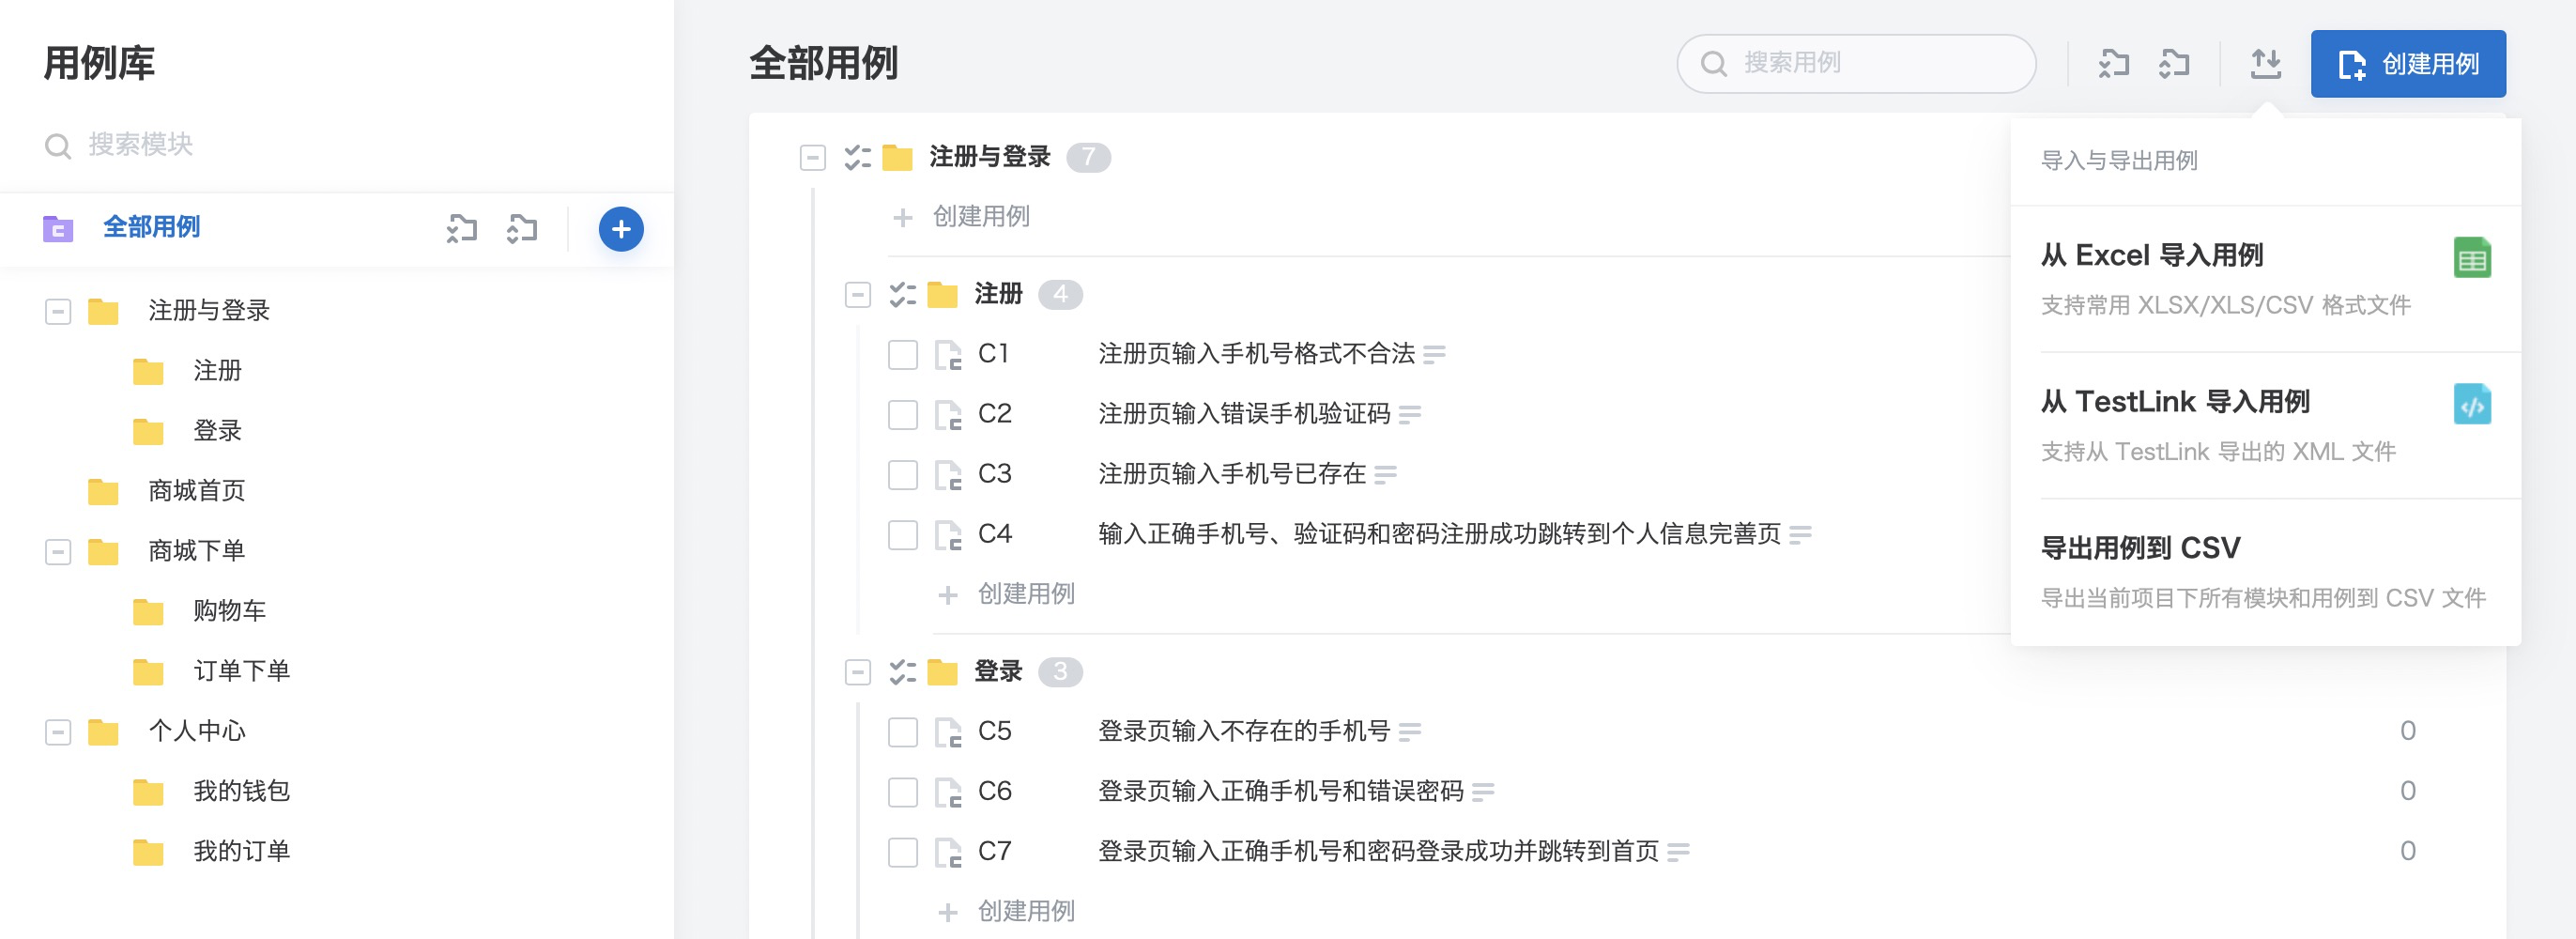 用例库
搜索模块
全部用例
注册与登录
注册
登录
商城首页
商城下单
购物车
订单下单
个人中心
我的钱包
我的订单
全部用例
搜索用例
创建用例
注册与登录 7
创建用例
注册 4
C1 注册页输入手机号格式不合法
C2 注册页输入错误手机验证码
C3 注册页输入手机号已存在
C4 输入正确手机号、验证码和密码注册成功跳转到个人信息完善页
创建用例
登录 3
C5 登录页输入不存在的手机号 0
C6 登录页输入正确手机号和错误密码 0
C7 登录页输入正确手机号和密码登录成功并跳转到首页 0
创建用例
导入与导出用例
从 Excel 导入用例
支持常用 XLSX/XLS/CSV 格式文件
从 TestLink 导入用例
支持从 TestLink 导出的 XML 文件
导出用例到 CSV
导出当前项目下所有模块和用例到 CSV 文件